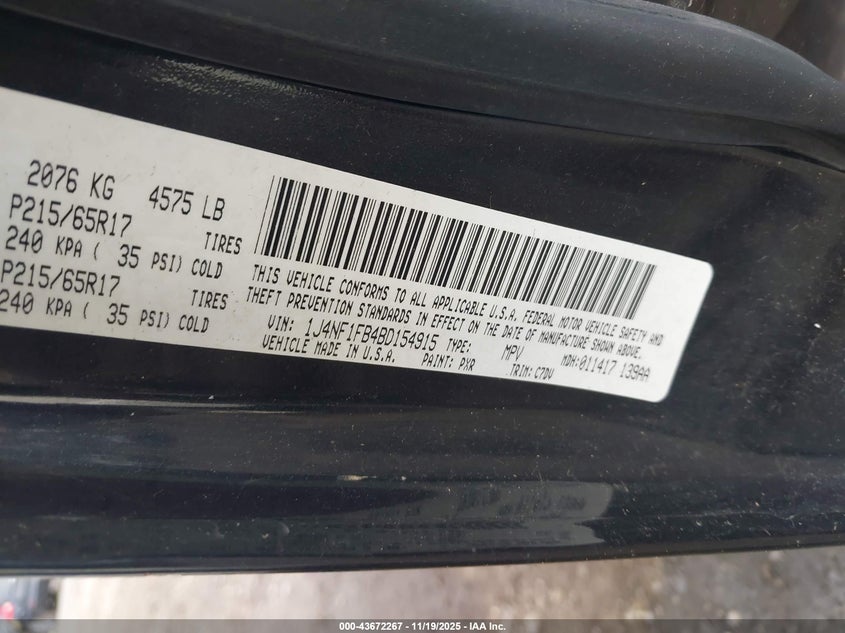 2076 KG 4575 LB
P215/65R17 TIRES
240 KPA ( 35 PSI) COLD
P215/65R17 TIRES
240 KPA ( 35 PSI) COLD
THIS VEHICLE CONFORMS TO ALL APPLICABLE U.S.A. FEDERAL MOTOR VEHICLE SAFETY AND
THEFT PREVENTION STANDARDS IN EFFECT ON THE DATE OF MANUFACTURE SHOWN ABOVE.
VIN: 1J4NF1FB4BD154915 TYPE: MPV MDH:011417 139AA
VEHICLE MADE IN U.S.A. PAINT: PXR TRIM: C7DV
000-43672267 - 11/19/2025 - IAA Inc.